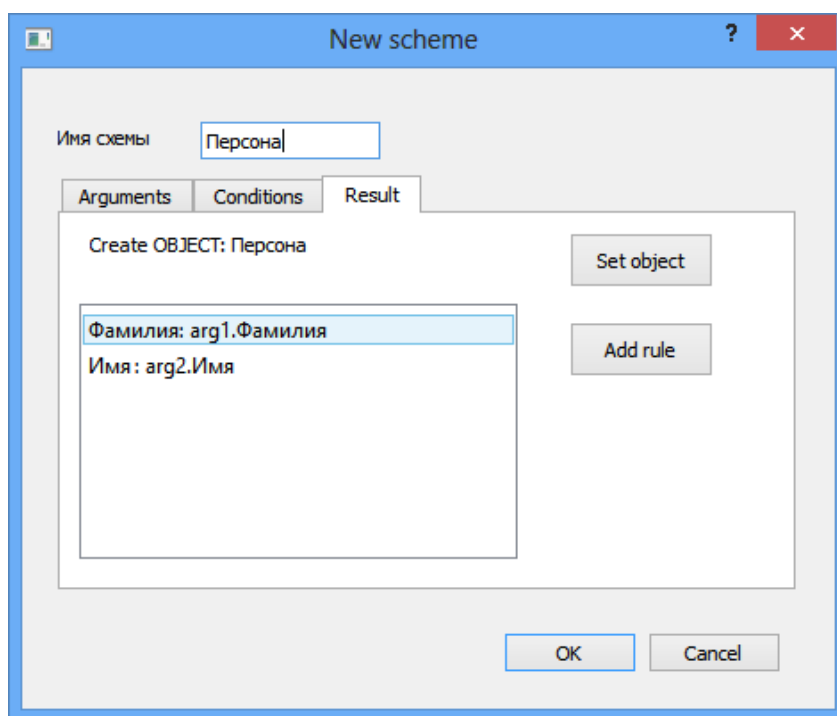 New scheme ?
Имя схемы Персона
Arguments Conditions Result
Create OBJECT: Персона
Set object
Фамилия: arg1.Фамилия
Имя: arg2.Имя
Add rule
OK Cancel